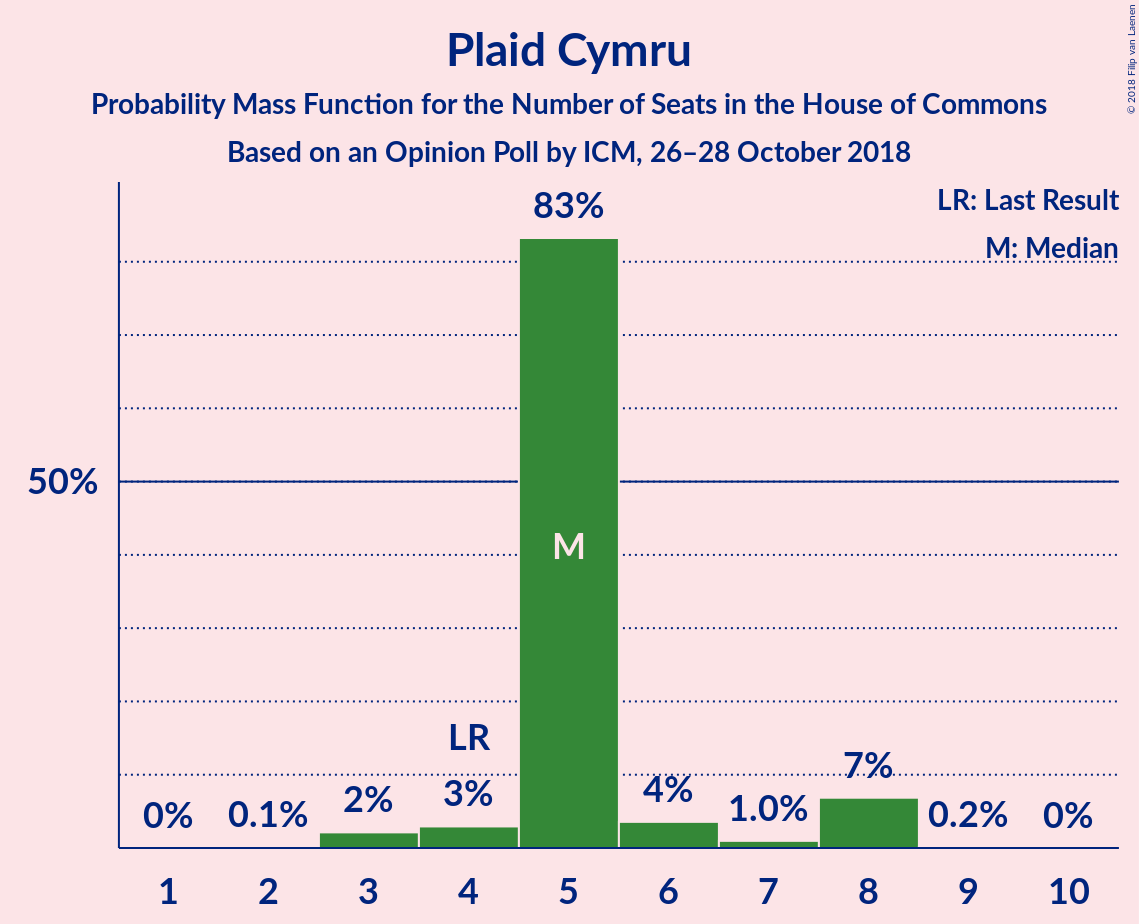 Plaid Cymru
Probability Mass Function for the Number of Seats in the House of Commons
Based on an Opinion Poll by ICM, 26–28 October 2018
© 2018 Filip van Laenen
LR: Last Result
M: Median
83%
50%
M
LR
0%
0.1%
2%
3%
4%
1.0%
7%
0.2%
0%
1 2 3 4 5 6 7 8 9 10